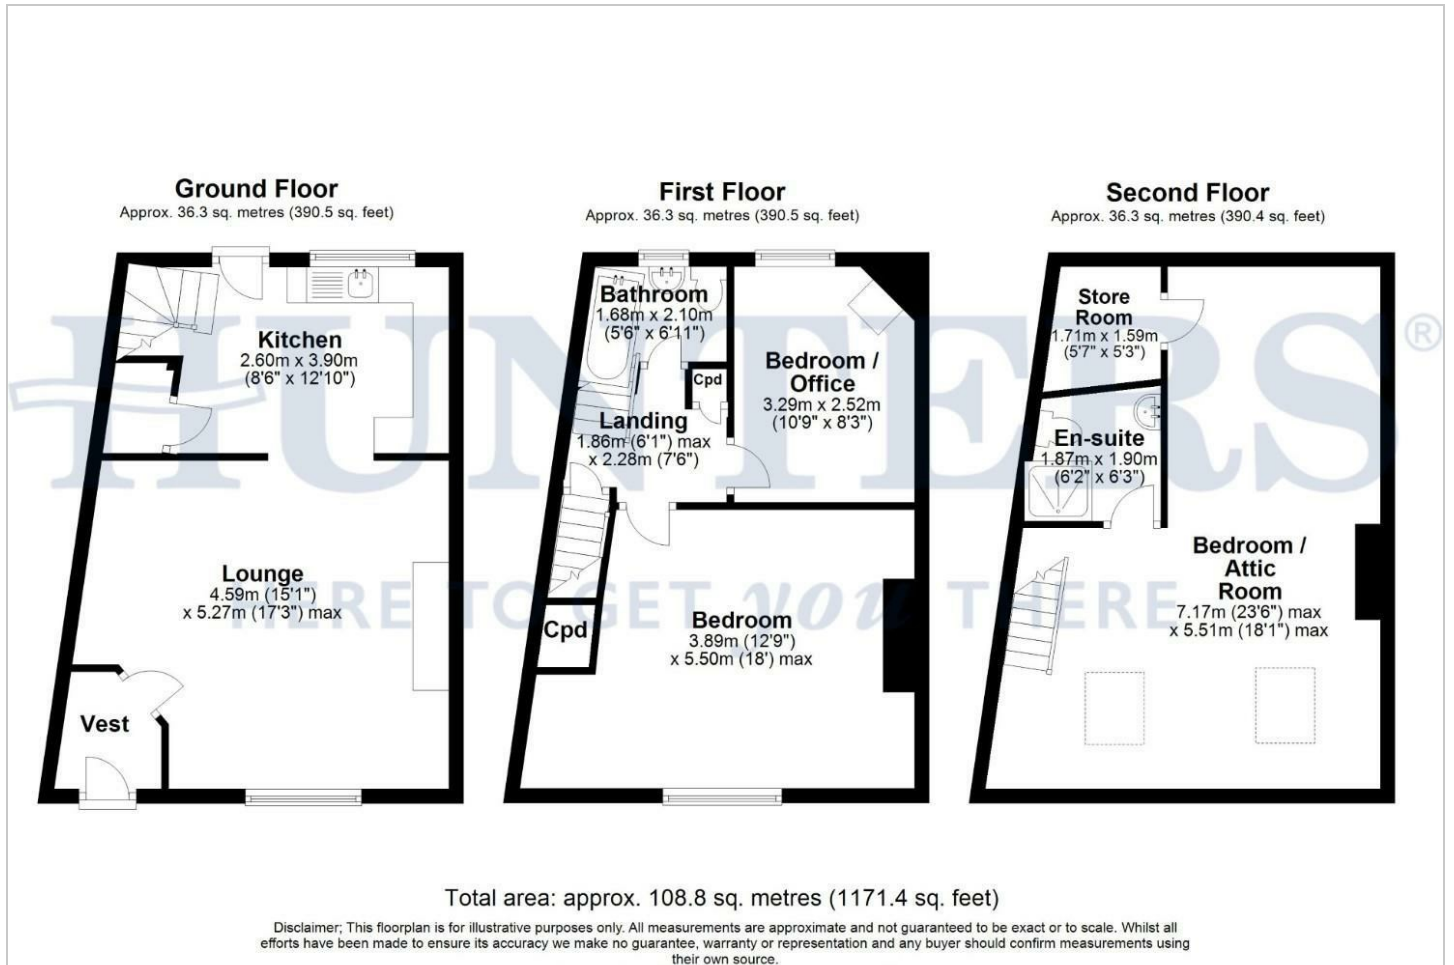 Ground Floor
Approx. 36.3 sq. metres (390.5 sq. feet)
Kitchen
2.60m x 3.90m
(8'6" x 12'10")
Lounge
4.59m (15'1")
x 5.27m (17'3") max
Vest
First Floor
Approx. 36.3 sq. metres (390.5 sq. feet)
Bathroom
1.68m x 2.10m
(5'6" x 6'11")
Bedroom /
Office
3.29m x 2.52m
(10'9" x 8'3")
Cpd
Landing
1.86m (6'1") max
x 2.28m (7'6")
Cpd
Bedroom
3.89m (12'9")
x 5.50m (18') max
Second Floor
Approx. 36.3 sq. metres (390.4 sq. feet)
Store
Room
1.71m x 1.59m
(5'7" x 5'3")
En-suite
1.87m x 1.90m
(6'2" x 6'3")
Bedroom /
Attic
Room
7.17m (23'6") max
x 5.51m (18'1") max
HUNTERS®
HERE TO GET you THERE
Total area: approx. 108.8 sq. metres (1171.4 sq. feet)
Disclaimer; This floorplan is for illustrative purposes only. All measurements are approximate and not guaranteed to be exact or to scale. Whilst all
efforts have been made to ensure its accuracy we make no guarantee, warranty or representation and any buyer should confirm measurements using
their own source.